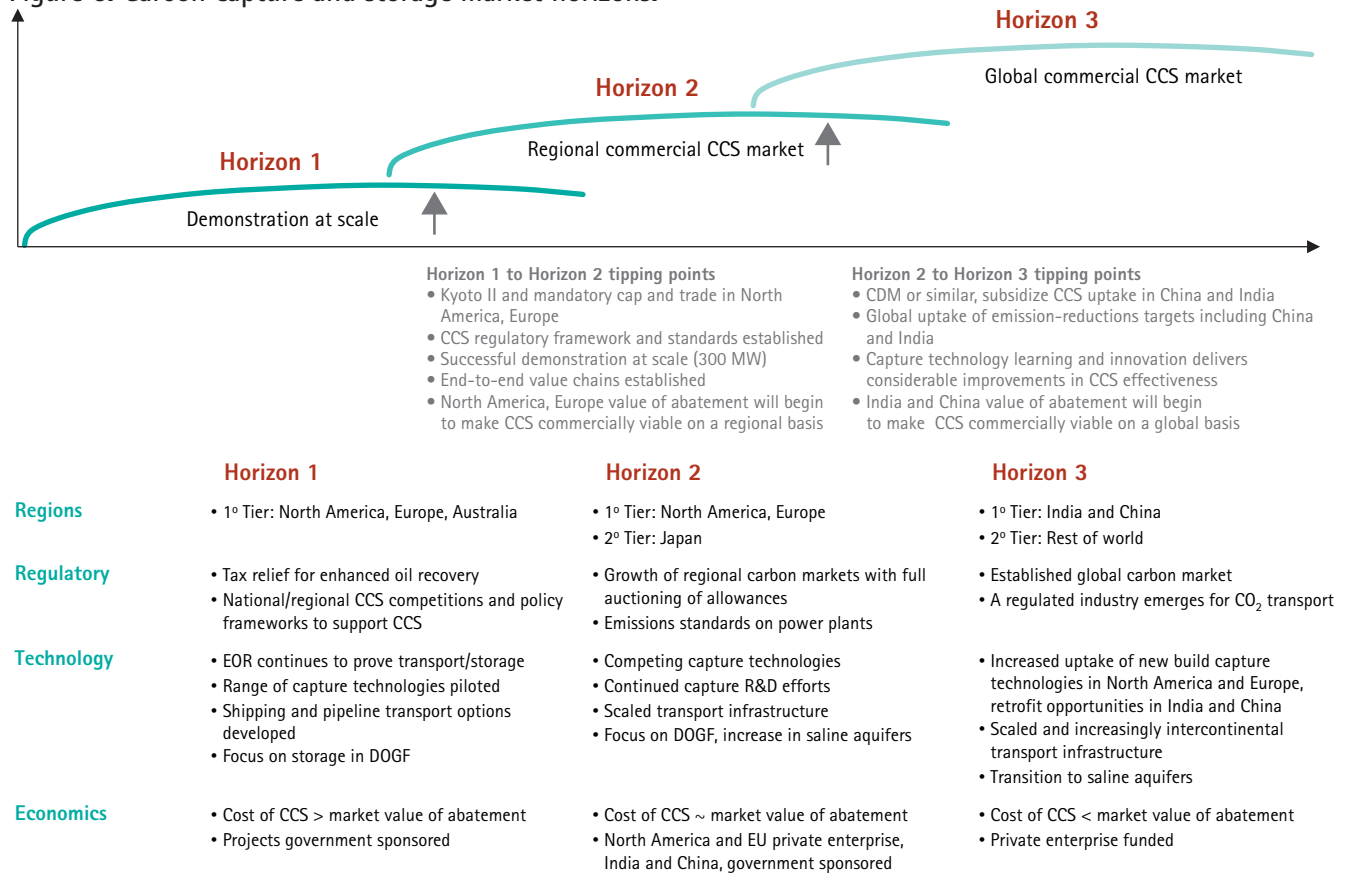 Figure 6. Carbon capture and storage market horizons.
Horizon 3
Global commercial CCS market
Horizon 2
Regional commercial CCS market
Horizon 1
Demonstration at scale
Horizon 1 to Horizon 2 tipping points
• Kyoto II and mandatory cap and trade in North
America, Europe
• CCS regulatory framework and standards established
• Successful demonstration at scale (300 MW)
• End-to-end value chains established
• North America, Europe value of abatement will begin
to make CCS commercially viable on a regional basis
Horizon 2 to Horizon 3 tipping points
• CDM or similar, subsidize CCS uptake in China and India
• Global uptake of emission-reductions targets including China
and India
• Capture technology learning and innovation delivers
considerable improvements in CCS effectiveness
• India and China value of abatement will begin
to make CCS commercially viable on a global basis
Horizon 1
Horizon 2
Horizon 3
Regions
• 1º Tier: North America, Europe, Australia
• 1º Tier: North America, Europe
• 2º Tier: Japan
• 1º Tier: India and China
• 2º Tier: Rest of world
Regulatory
• Tax relief for enhanced oil recovery
• National/regional CCS competitions and policy
frameworks to support CCS
• Growth of regional carbon markets with full
auctioning of allowances
• Emissions standards on power plants
• Established global carbon market
• A regulated industry emerges for CO₂ transport
Technology
• EOR continues to prove transport/storage
• Range of capture technologies piloted
• Shipping and pipeline transport options
developed
• Focus on storage in DOGF
• Competing capture technologies
• Continued capture R&D efforts
• Scaled transport infrastructure
• Focus on DOGF, increase in saline aquifers
• Increased uptake of new build capture
technologies in North America and Europe,
retrofit opportunities in India and China
• Scaled and increasingly intercontinental
transport infrastructure
• Transition to saline aquifers
Economics
• Cost of CCS > market value of abatement
• Projects government sponsored
• Cost of CCS ~ market value of abatement
• North America and EU private enterprise,
India and China, government sponsored
• Cost of CCS < market value of abatement
• Private enterprise funded